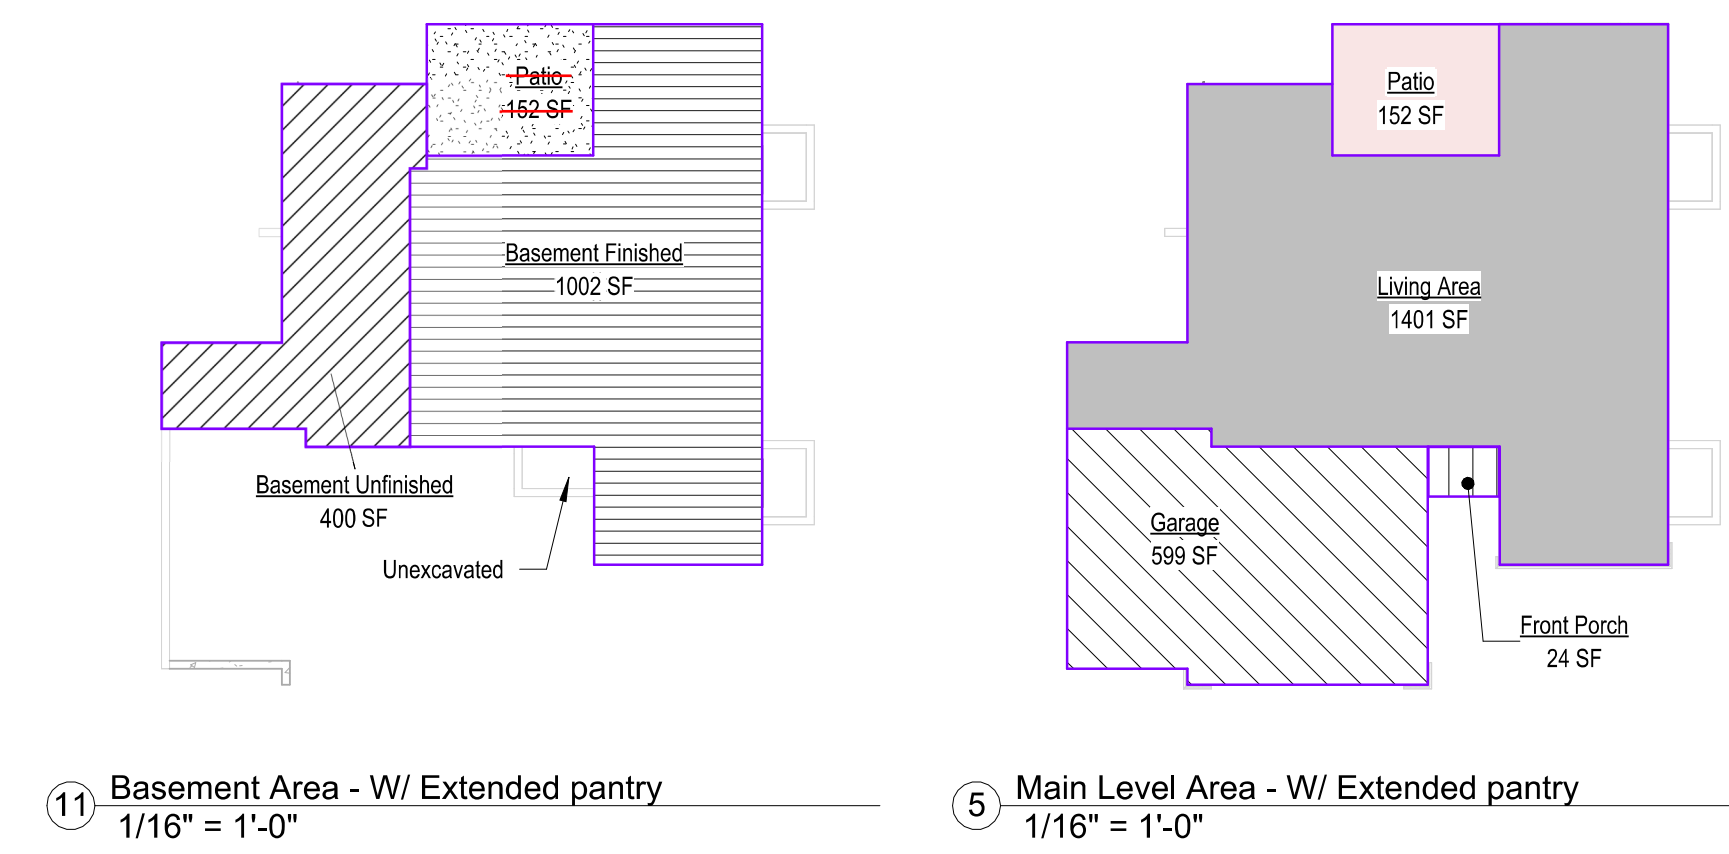 Patio
152 SF
Basement Finished
1002 SF
Basement Unfinished
400 SF
Unexcavated
11 Basement Area - W/ Extended pantry
1/16" = 1'-0"
Patio
152 SF
Living Area
1401 SF
Garage
599 SF
Front Porch
24 SF
5 Main Level Area - W/ Extended pantry
1/16" = 1'-0"